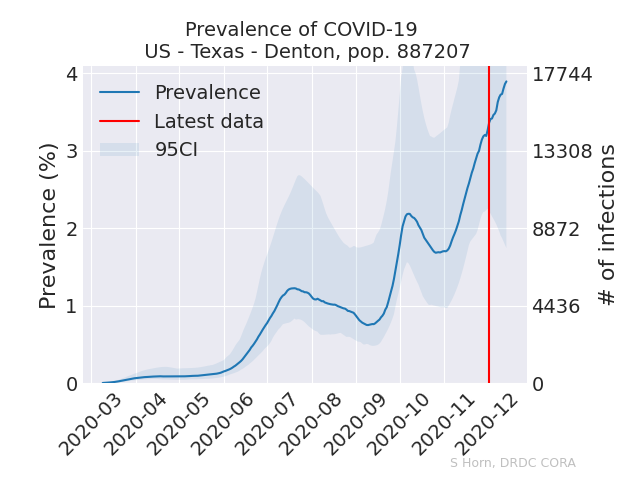 Prevalence of COVID-19
US - Texas - Denton, pop. 887207
Prevalence
Latest data
95CI
Prevalence (%)
4
3
2
1
0
17744
13308
8872
4436
0
# of infections
2020-03
2020-04
2020-05
2020-06
2020-07
2020-08
2020-09
2020-10
2020-11
2020-12
S Horn, DRDC CORA